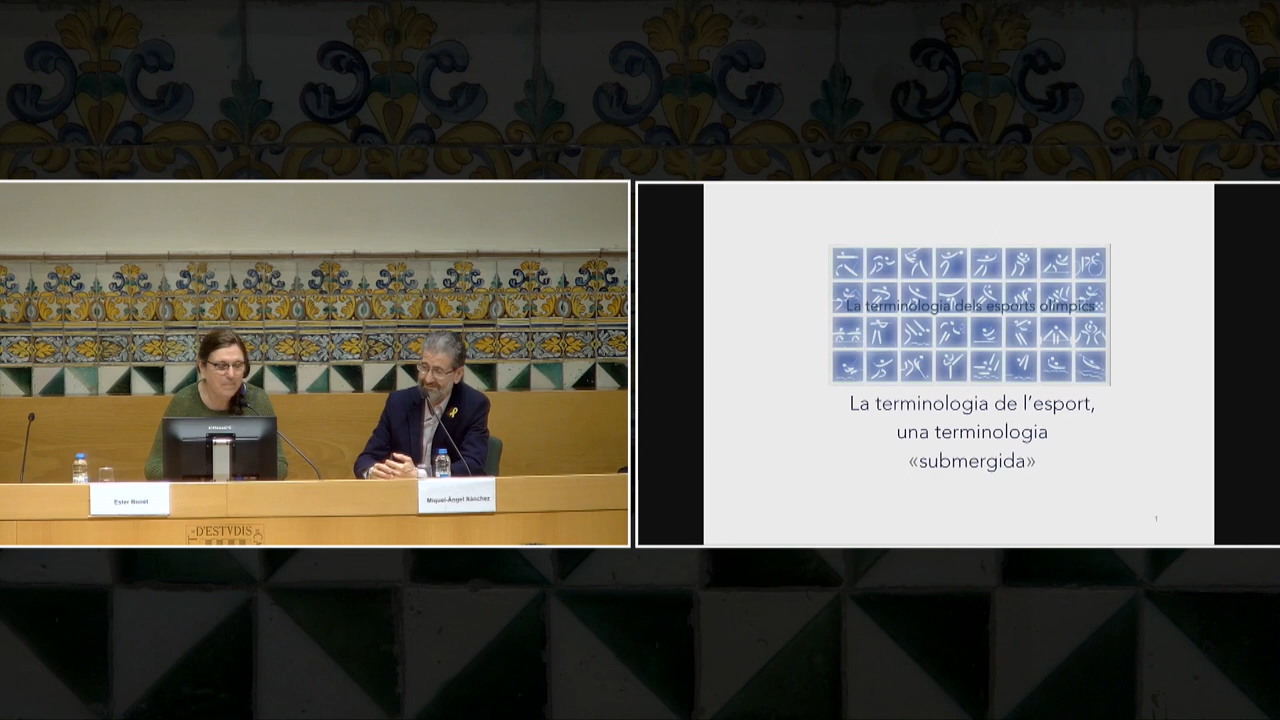 Ester Bonet
Miquel-Àngel Sánchez
D'ESTVDIS
La terminologia dels esports olímpics
La terminologia de l'esport,
una terminologia
«submergida»
1